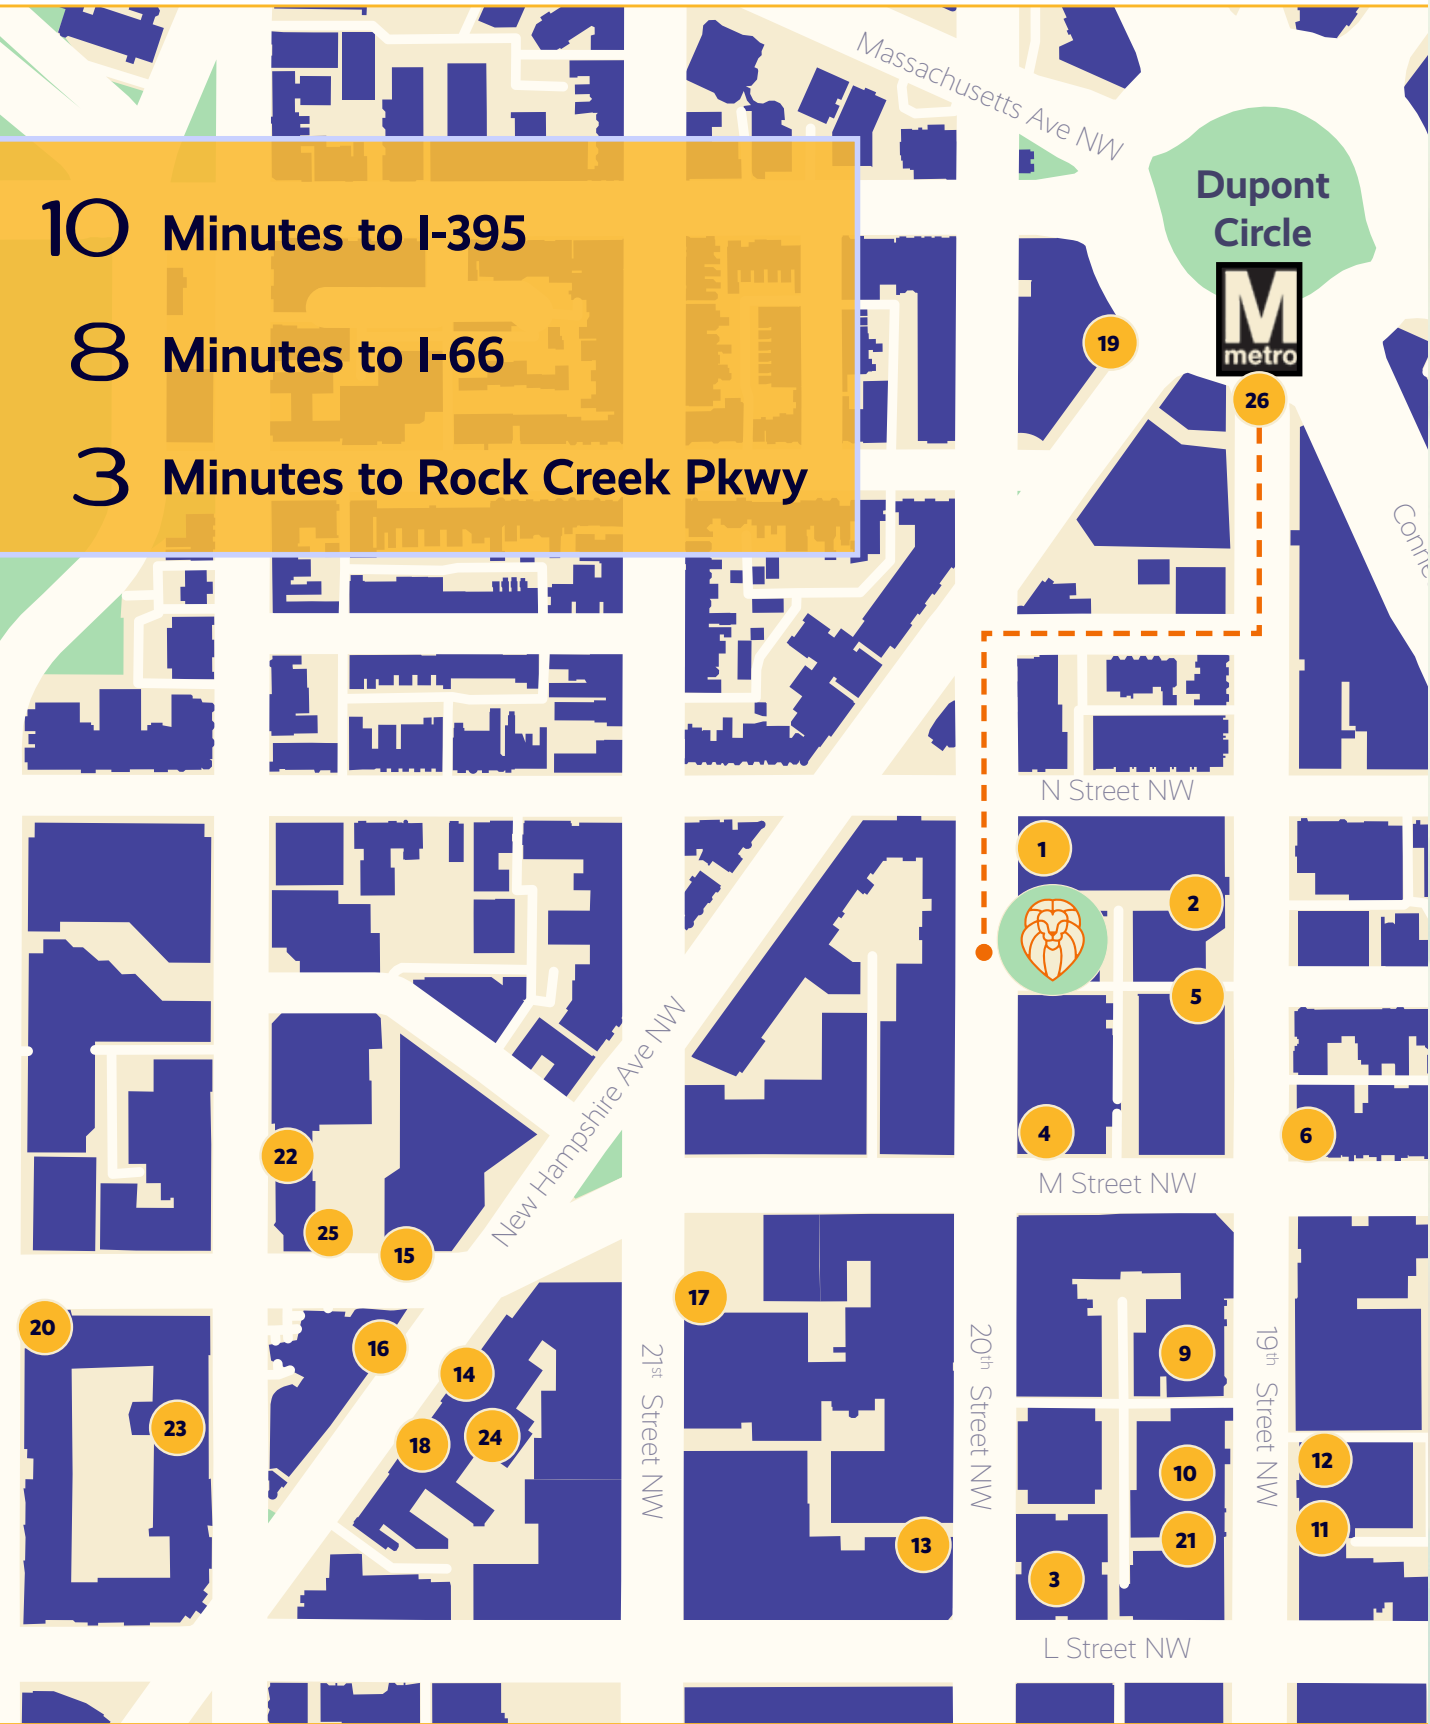 Massachusetts Ave NW
Dupont
Circle
M
metro
10 Minutes to I-395
8 Minutes to I-66
3 Minutes to Rock Creek Pkwy
19
26
Conne
N Street NW
1
2
5
4
6
M Street NW
New Hampshire Ave NW
22
25
15
20
16
14
17
23
18
24
21st Street NW
20th Street NW
19th Street NW
9
12
10
11
21
13
3
L Street NW